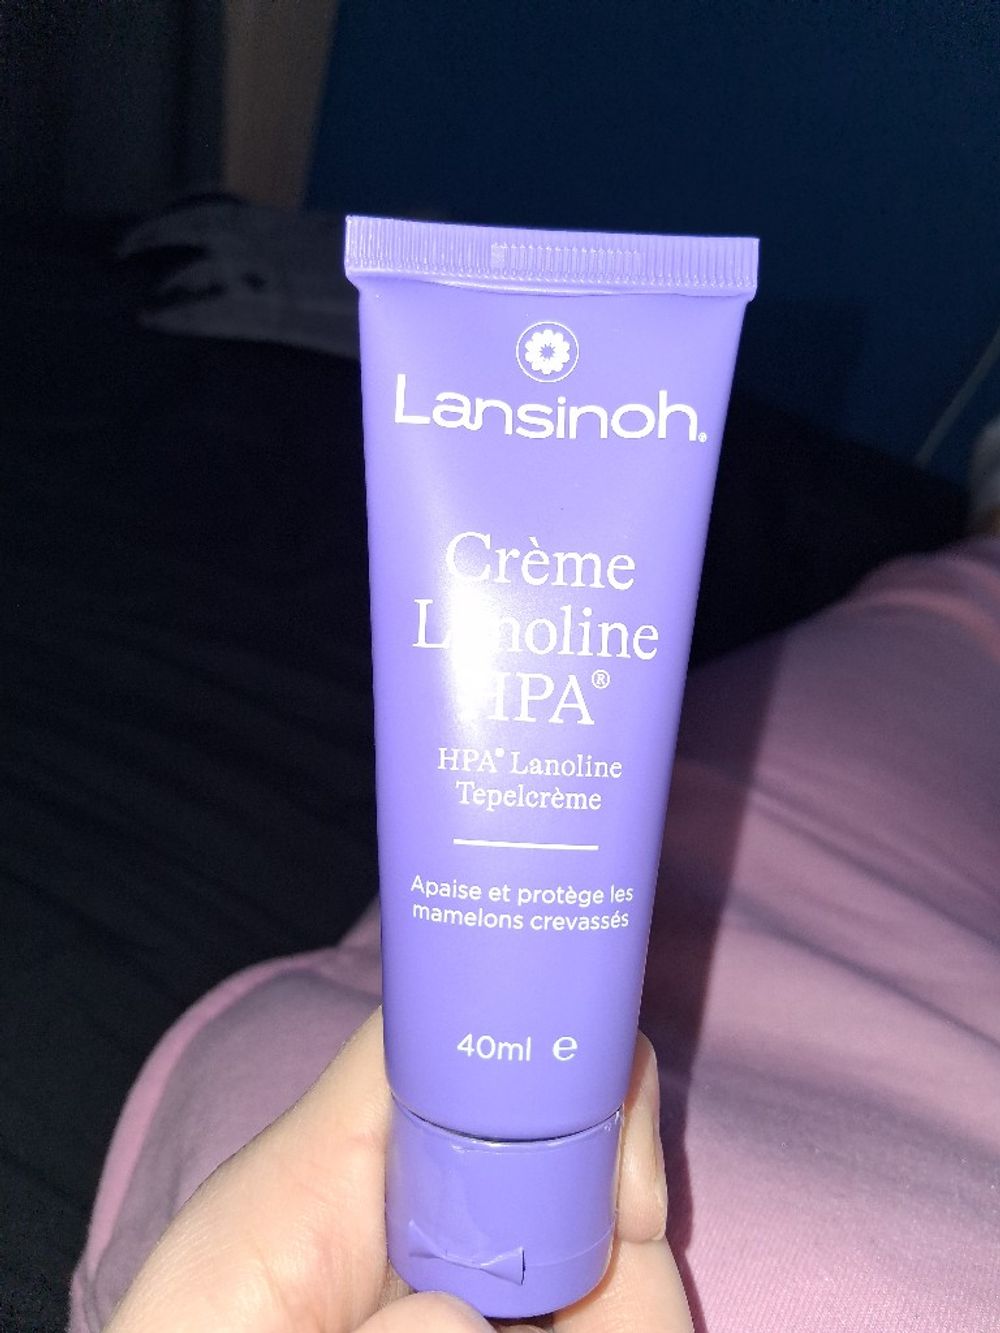 Lansinoh®
Crème
Lanoline
HPA®
HPA® Lanoline
Tepelcrème
Apaise et protège les
mamelons crevassés
40ml ℮